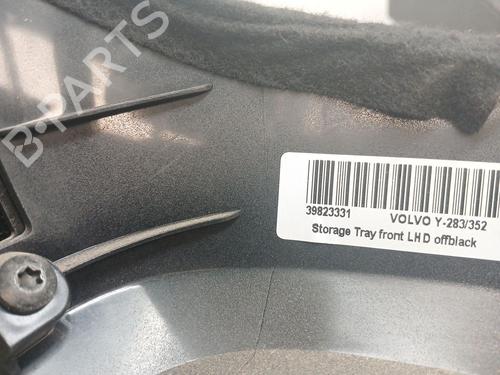 B-PARTS
39823331 VOLVO Y-283/352
Storage Tray front LHD offblack